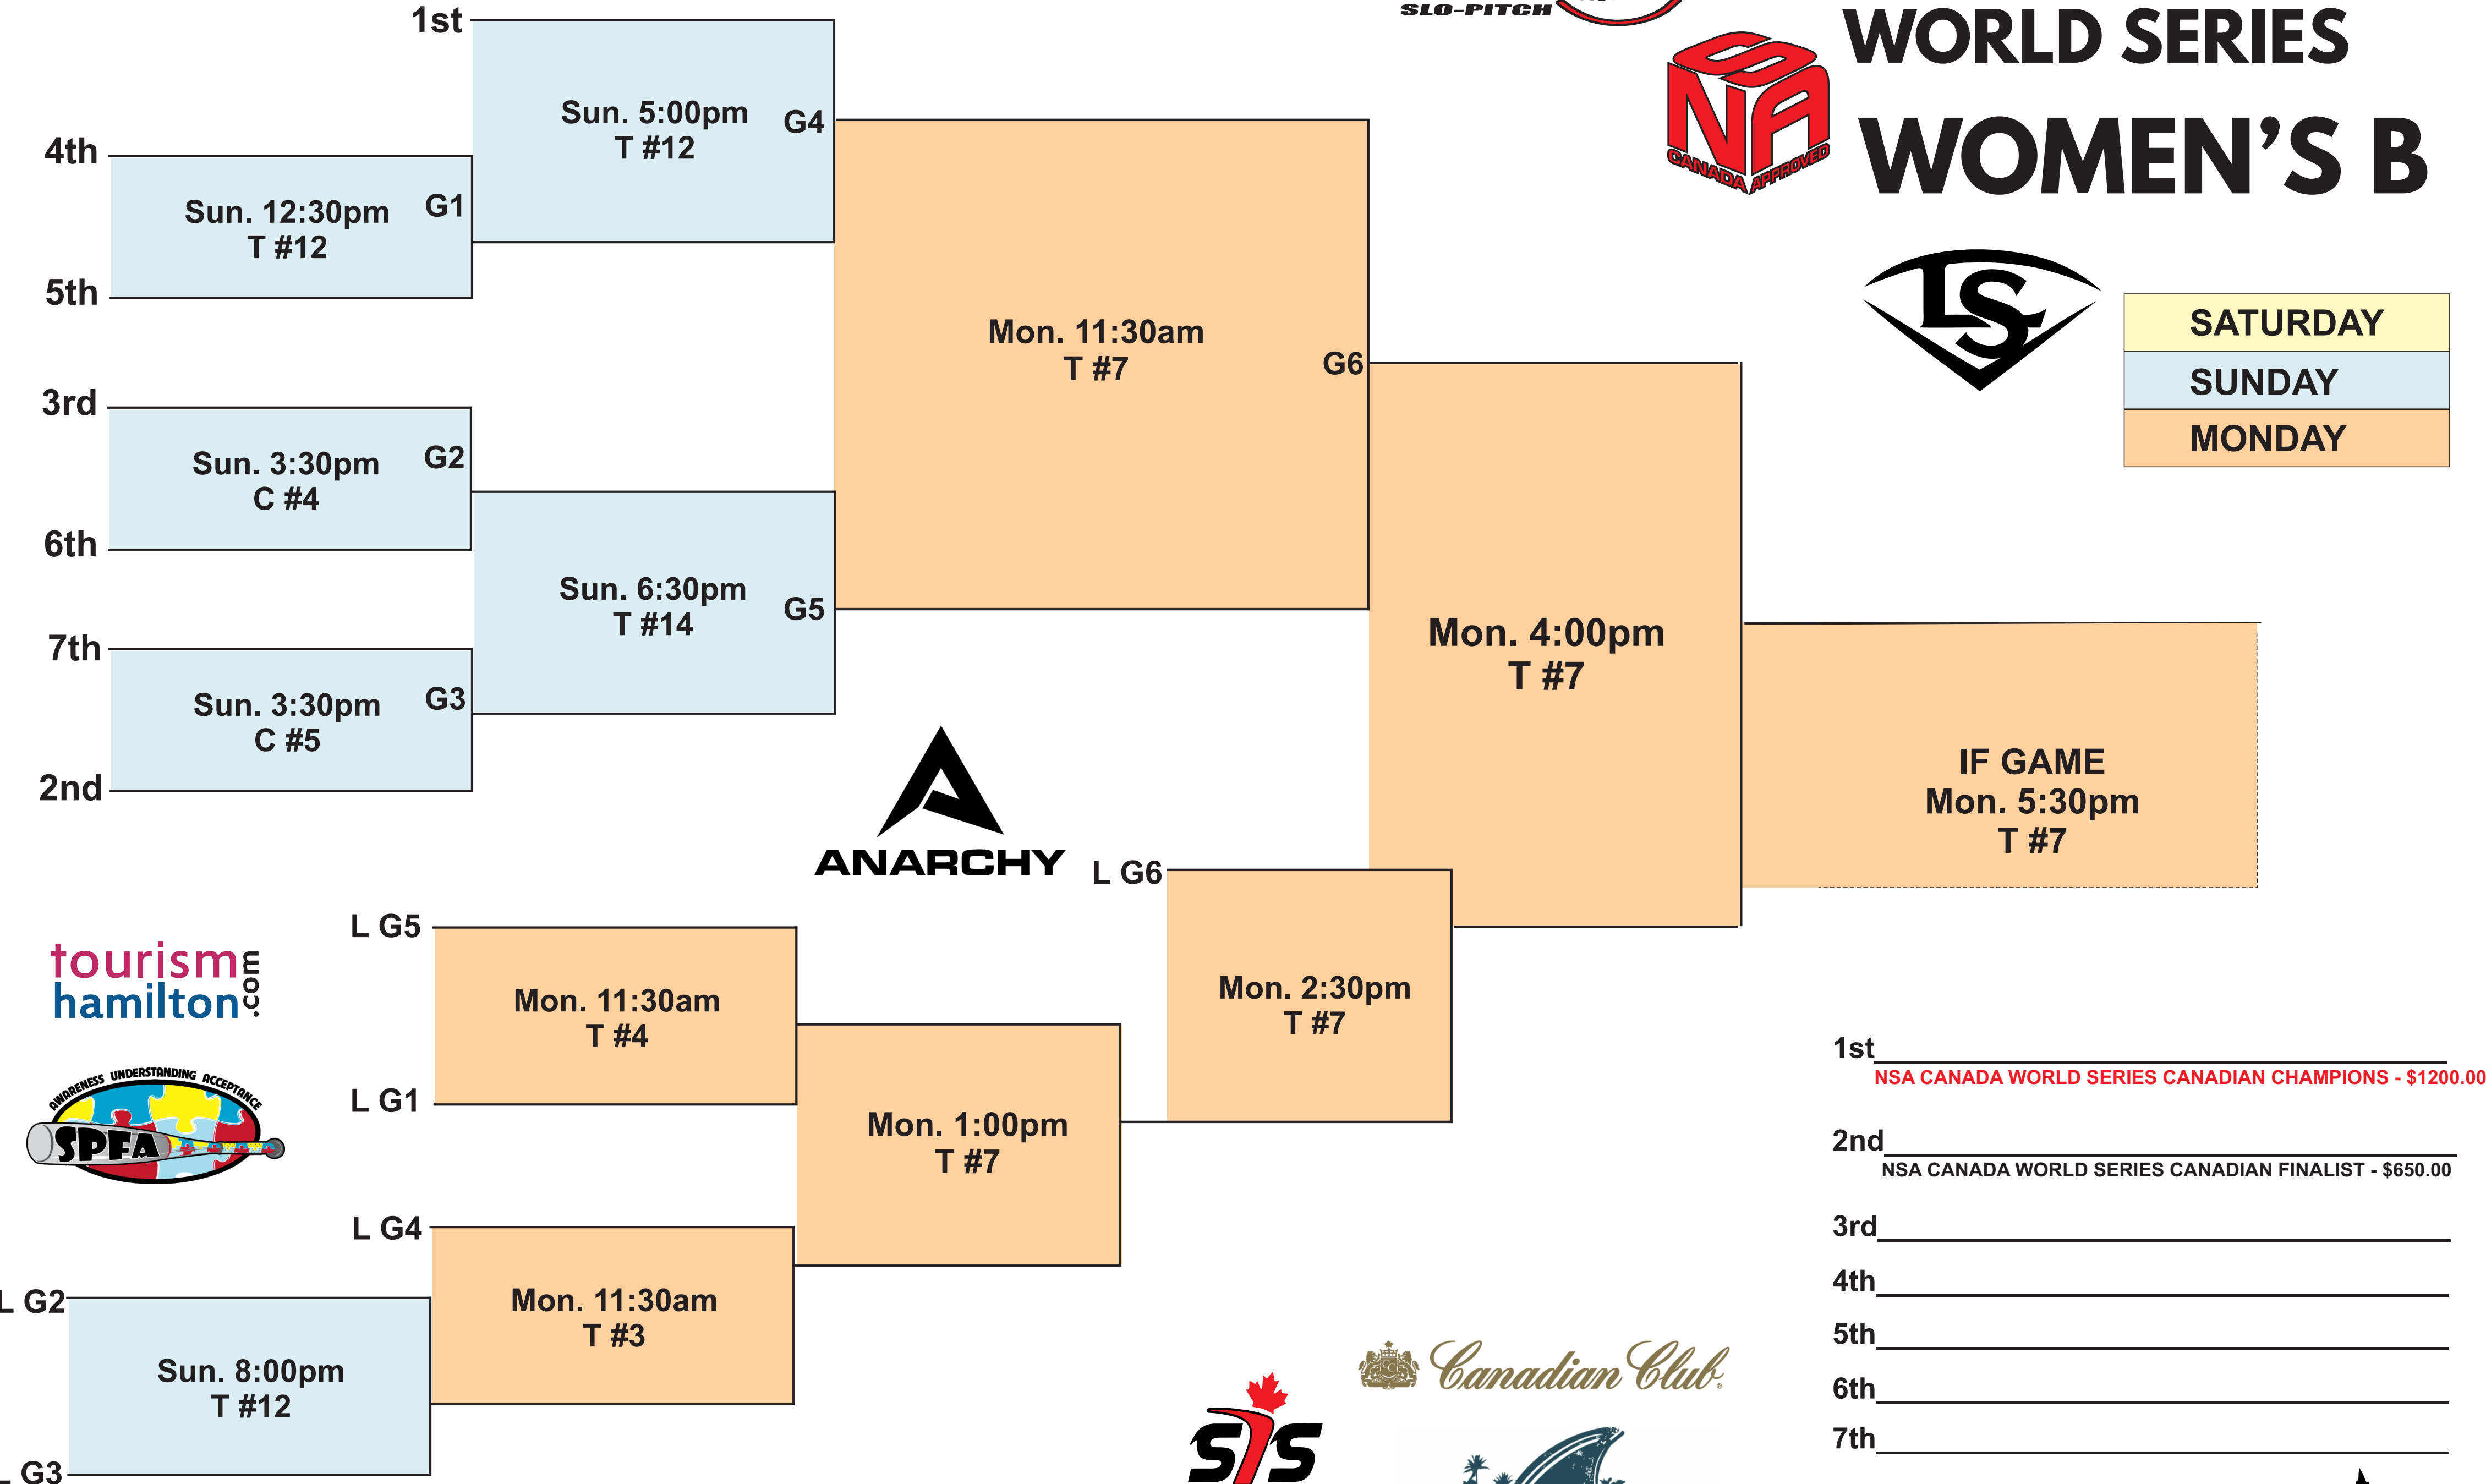 SLO-PITCH
NSA
CANADA APPROVED
WORLD SERIES
WOMEN’S B
LS
SATURDAY
SUNDAY
MONDAY
1st
Sun. 5:00pm
T #12
G4
4th
Sun. 12:30pm
T #12
G1
5th
Mon. 11:30am
T #7
G6
3rd
Sun. 3:30pm
C #4
G2
6th
Sun. 6:30pm
T #14
G5
7th
Sun. 3:30pm
C #5
G3
2nd
Mon. 4:00pm
T #7
IF GAME
Mon. 5:30pm
T #7
ANARCHY
L G6
Mon. 2:30pm
T #7
L G5
Mon. 11:30am
T #4
L G1
Mon. 1:00pm
T #7
L G4
Mon. 11:30am
T #3
L G2
Sun. 8:00pm
T #12
L G3
tourism
hamilton.com
AWARENESS UNDERSTANDING ACCEPTANCE
SPFA
1st
NSA CANADA WORLD SERIES CANADIAN CHAMPIONS - $1200.00
2nd
NSA CANADA WORLD SERIES CANADIAN FINALIST - $650.00
3rd
4th
5th
6th
7th
Canadian Club®
SIS